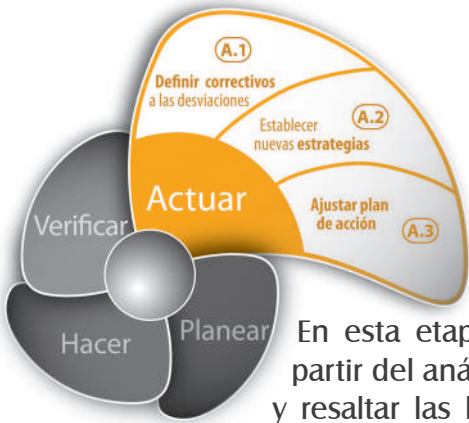 A.1
Definir correctivos
a las desviaciones
A.2
Establecer
nuevas estrategias
Ajustar plan
de acción
A.3
Actuar
Verificar
Hacer
Planear
En esta etap
partir del aná
y resaltar las